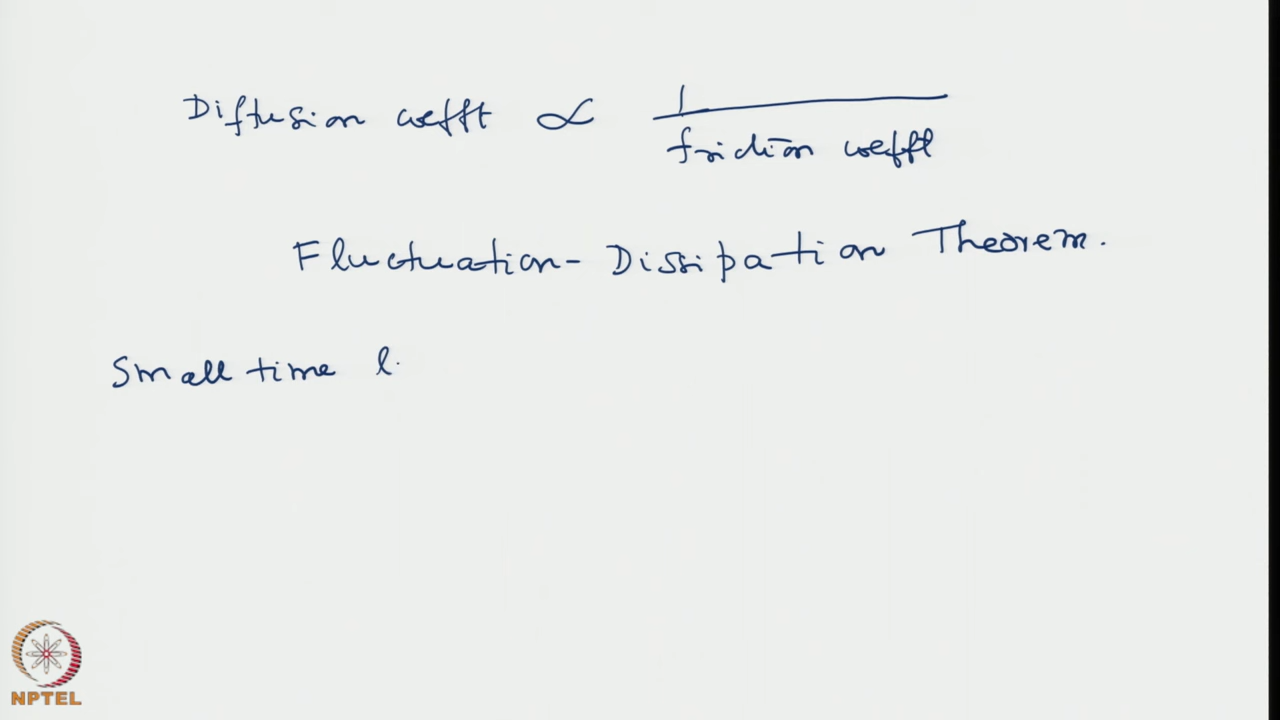 Diffusion coefft ∝ 1 / friction coefft
Fluctuation - Dissipation Theorem.
Small time l
NPTEL